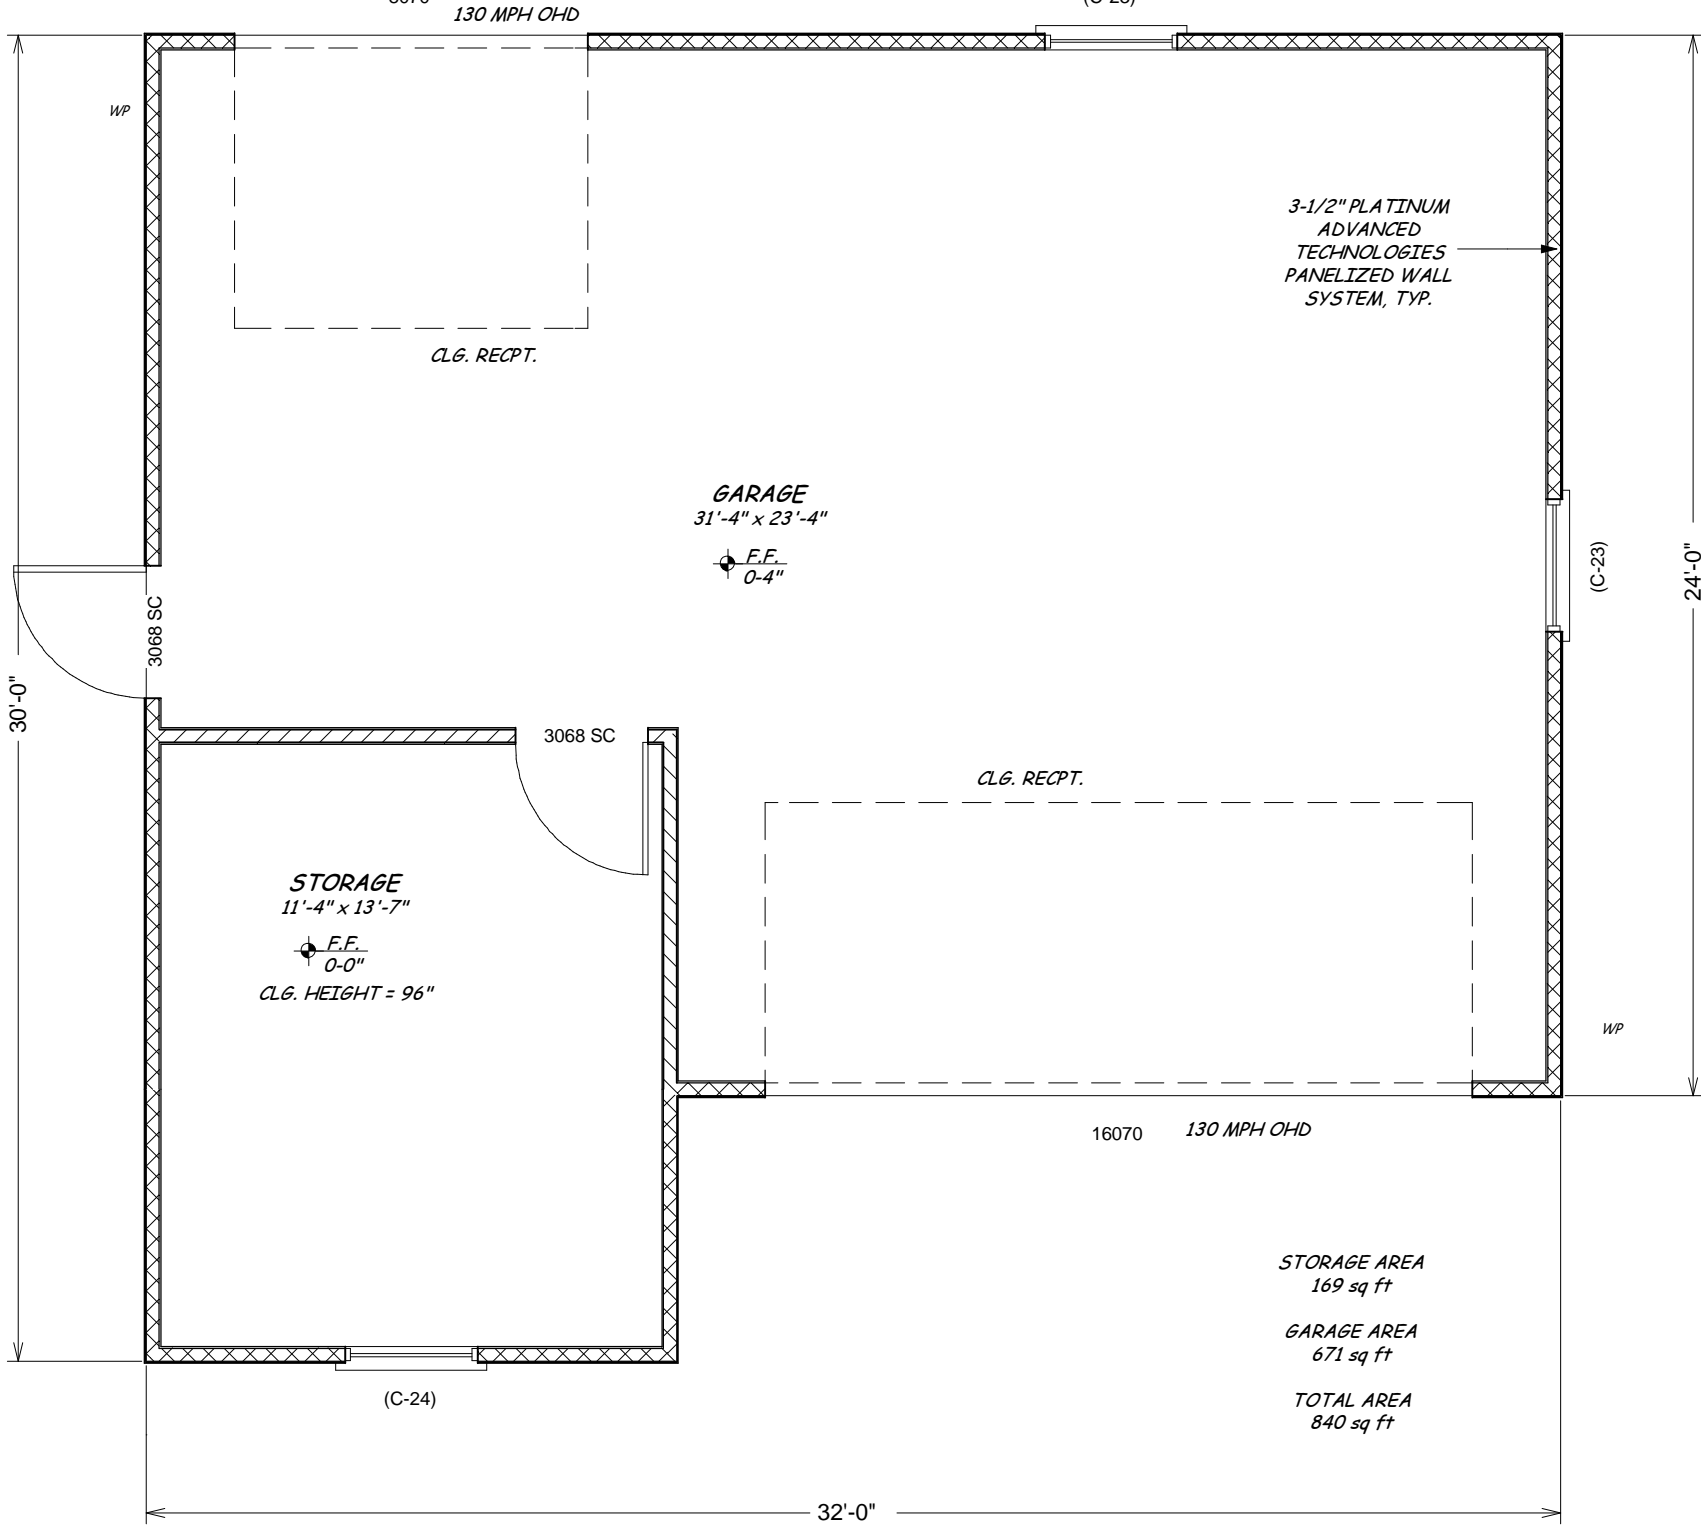 130 MPH OHD
WP
3-1/2" PLATINUM
ADVANCED
TECHNOLOGIES
PANELIZED WALL
SYSTEM, TYP.
CLG. RECPT.
GARAGE
31'-4" x 23'-4"
F.F.
0-4"
(C-23)
24'-0"
3068 SC
30'-0"
3068 SC
CLG. RECPT.
STORAGE
11'-4" x 13'-7"
F.F.
0-0"
CLG. HEIGHT = 96"
WP
16070
130 MPH OHD
STORAGE AREA
169 sq ft
GARAGE AREA
671 sq ft
TOTAL AREA
840 sq ft
(C-24)
32'-0"